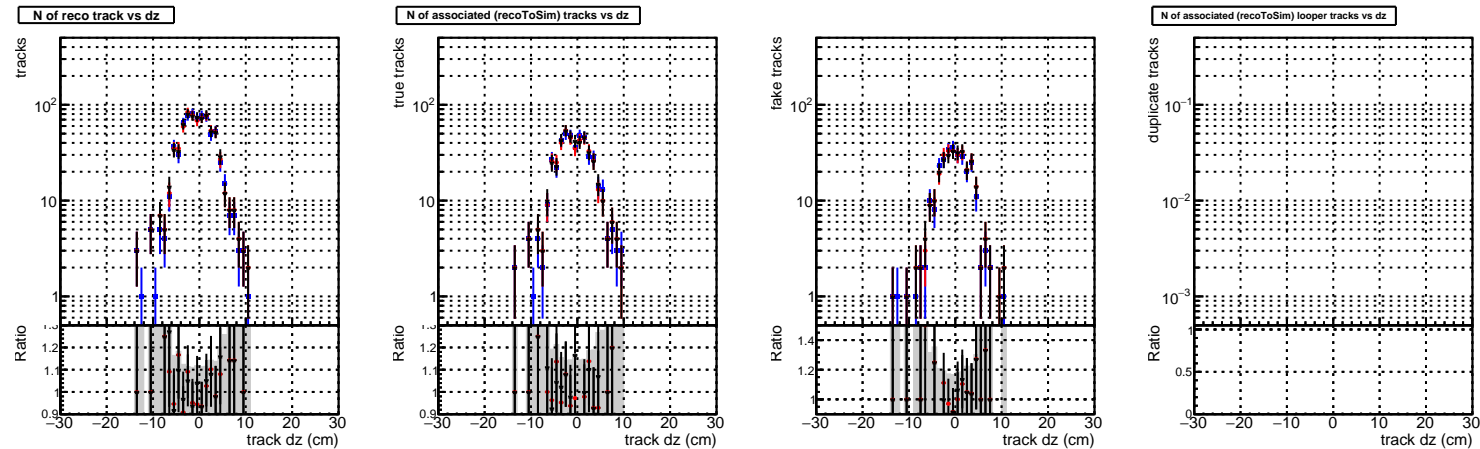 N of reco track vs dz
tracks
10²
10
1
Ratio
1.3
1.2
1.1
1
0.9
−30 −20 −10 0 10 20 30
track dz (cm)
N of associated (recoToSim) tracks vs dz
true tracks
10²
10
1
Ratio
1.3
1.2
1.1
1
0.9
−30 −20 −10 0 10 20 30
track dz (cm)
fake tracks
10²
10
1
Ratio
1.4
1.2
1
−30 −20 −10 0 10 20 30
track dz (cm)
N of associated (recoToSim) looper tracks vs dz
duplicate tracks
10⁻¹
10⁻²
10⁻³
Ratio
1
0.5
0
−30 −20 −10 0 10 20 30
track dz (cm)